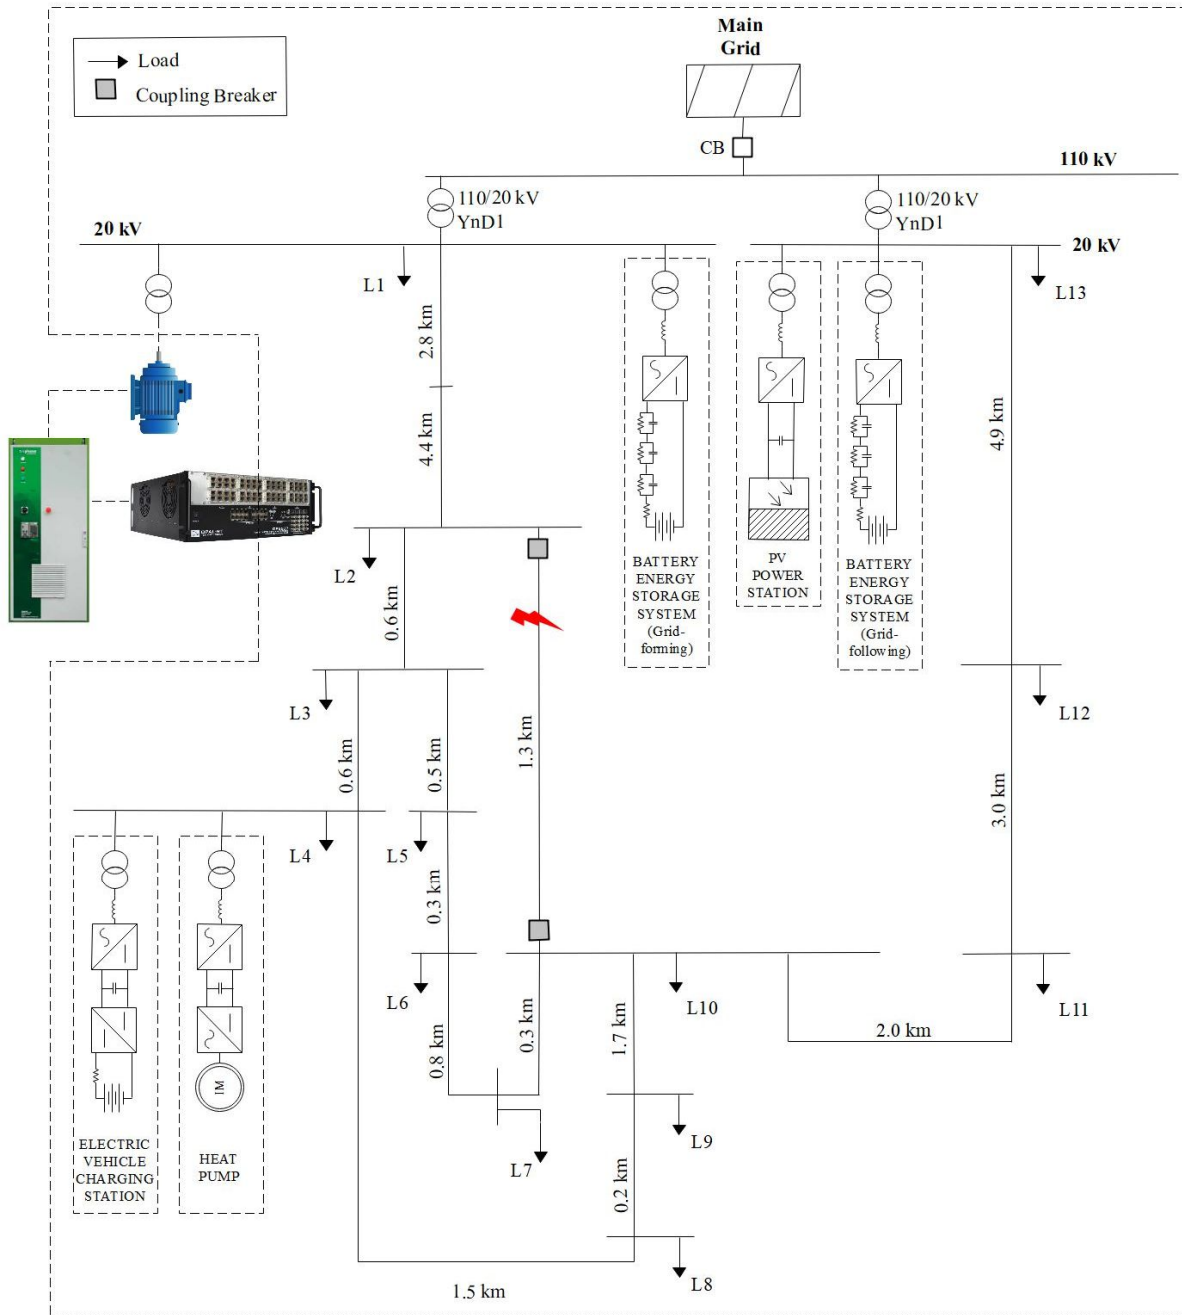 Main
Grid
Load
Coupling Breaker
CB
110 kV
110/20 kV
YnD1
110/20 kV
YnD1
20 kV
20 kV
L1
L13
2.8 km
4.9 km
4.4 km
L2
0.6 km
BATTERY
ENERGY
STORAGE
SYSTEM
(Grid-
forming)
PV
POWER
STATION
BATTERY
ENERGY
STORAGE
SYSTEM
(Grid-
following)
L3
L12
0.6 km
0.5 km
1.3 km
3.0 km
L4
L5
0.3 km
L6
L10
L11
0.8 km
0.3 km
1.7 km
2.0 km
IM
ELECTRIC
VEHICLE
CHARGING
STATION
HEAT
PUMP
L7
L9
0.2 km
L8
1.5 km